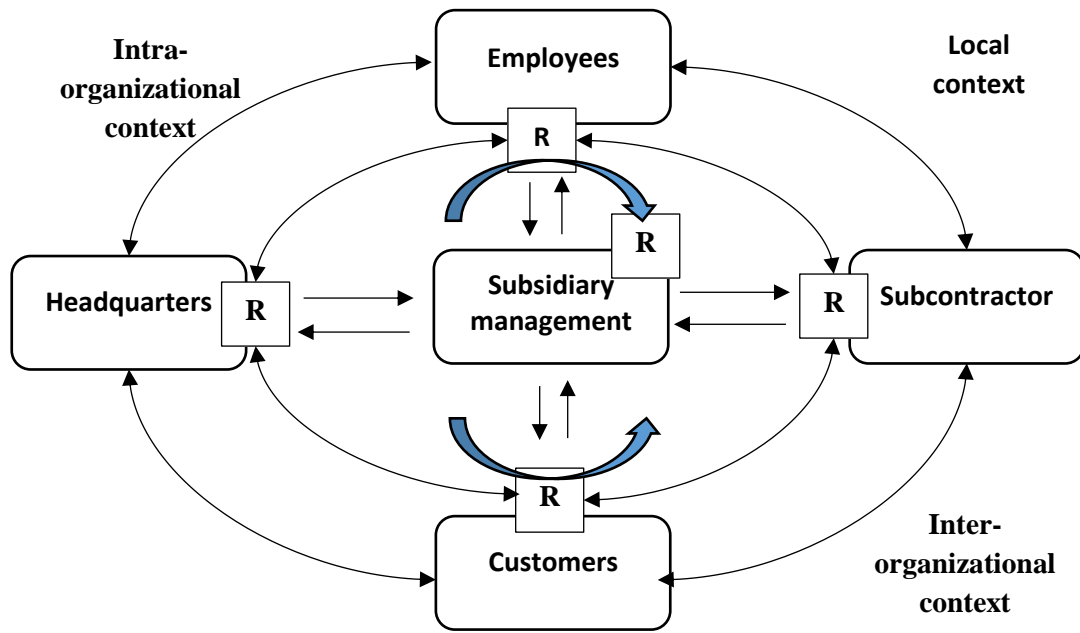 Intra-
organizational
context
Employees
Local
context
R
R
Headquarters
R
Subsidiary
management
R
Subcontractor
R
Customers
Inter-
organizational
context